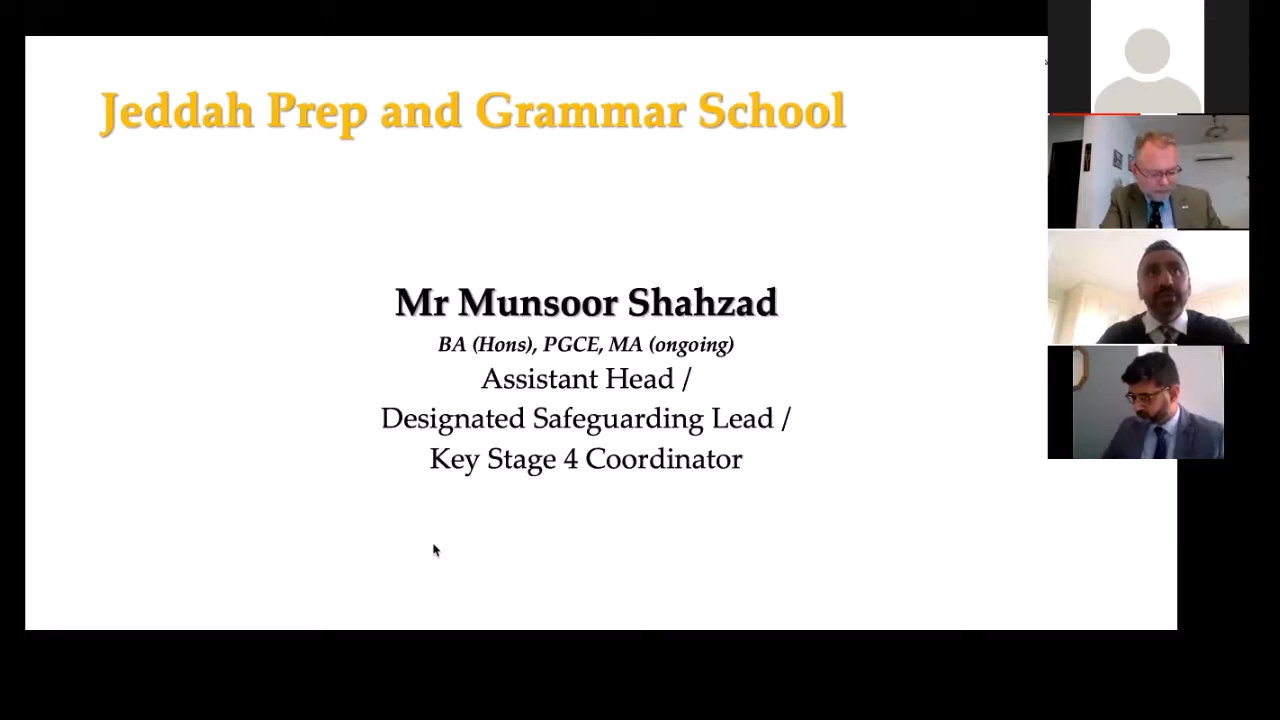 Jeddah Prep and Grammar School
Mr Munsoor Shahzad
BA (Hons), PGCE, MA (ongoing)
Assistant Head /
Designated Safeguarding Lead /
Key Stage 4 Coordinator